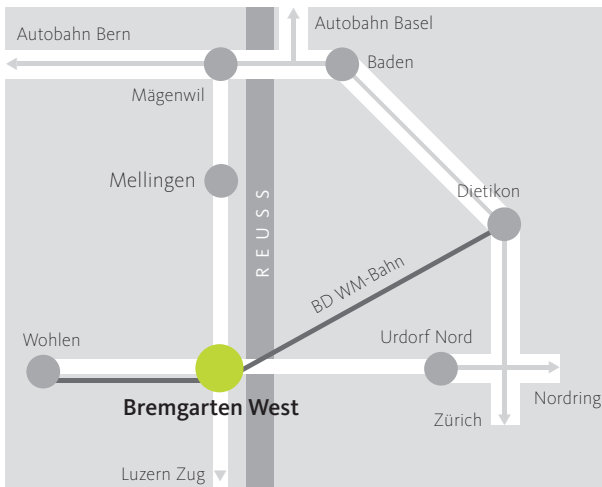 Autobahn Basel
Autobahn Bern
Baden
Mägenwil
Mellingen
Dietikon
REUSS
BD WM-Bahn
Wohlen
Urdorf Nord
Nordring
Bremgarten West
Zürich
Luzern Zug